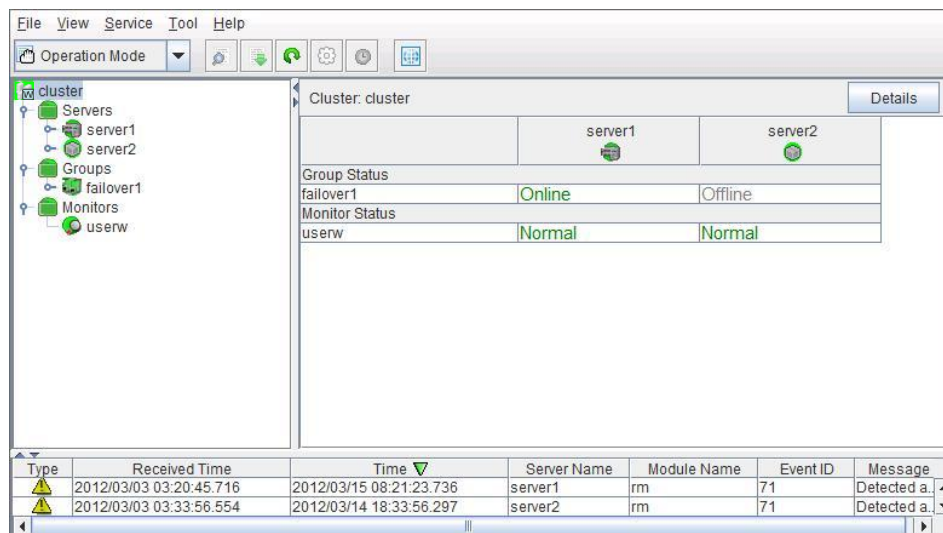 File View Service Tool Help
Operation Mode
cluster
Servers
server1
server2
Groups
failover1
Monitors
userw
Cluster: cluster Details
server1 server2
Group Status
failover1 Online Offline
Monitor Status
userw Normal Normal
Type Received Time Time Server Name Module Name Event ID Message
2012/03/03 03:20:45.716 2012/03/15 08:21:23.736 server1 rm 71 Detected a..
2012/03/03 03:33:56.554 2012/03/14 18:33:56.297 server2 rm 71 Detected a..